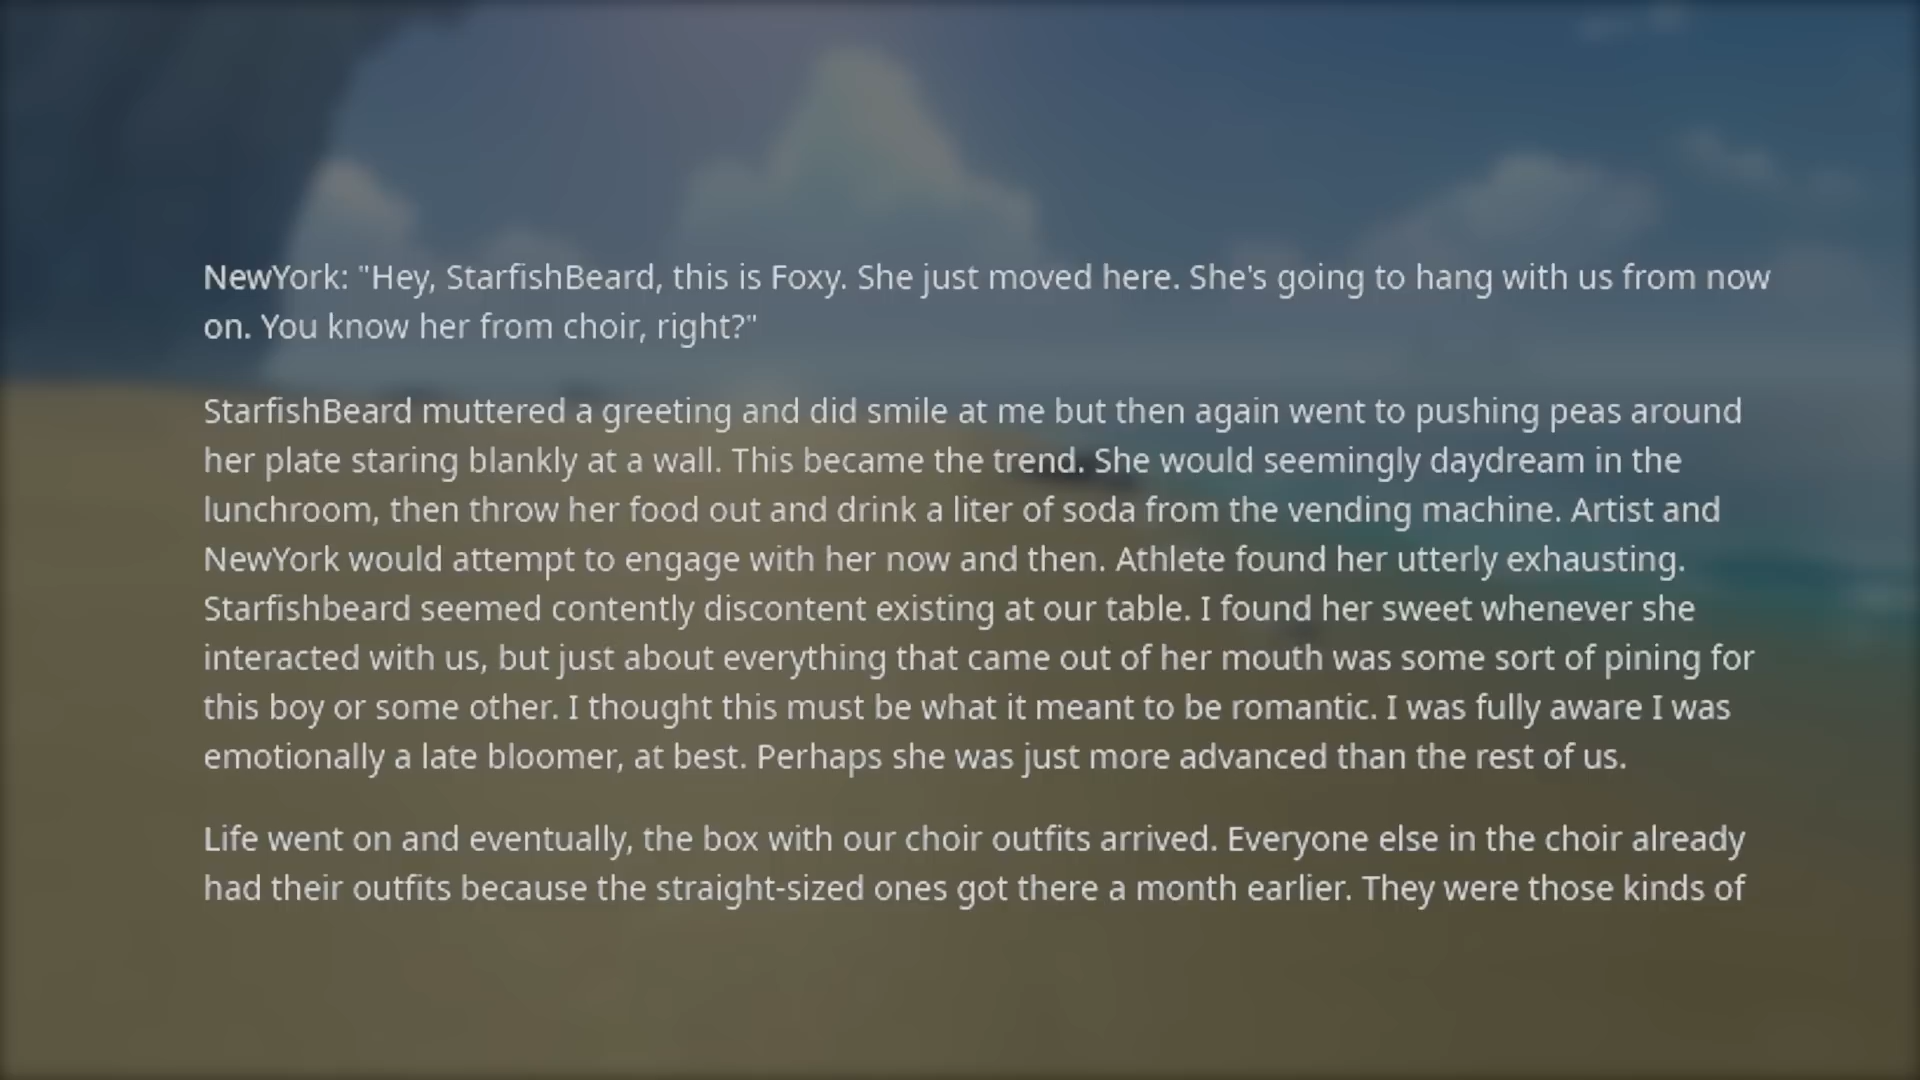 NewYork: "Hey, StarfishBeard, this is Foxy. She just moved here. She's going to hang with us from now
on. You know her from choir, right?"
StarfishBeard muttered a greeting and did smile at me but then again went to pushing peas around
her plate staring blankly at a wall. This became the trend. She would seemingly daydream in the
lunchroom, then throw her food out and drink a liter of soda from the vending machine. Artist and
NewYork would attempt to engage with her now and then. Athlete found her utterly exhausting.
Starfishbeard seemed contently discontent existing at our table. I found her sweet whenever she
interacted with us, but just about everything that came out of her mouth was some sort of pining for
this boy or some other. I thought this must be what it meant to be romantic. I was fully aware I was
emotionally a late bloomer, at best. Perhaps she was just more advanced than the rest of us.
Life went on and eventually, the box with our choir outfits arrived. Everyone else in the choir already
had their outfits because the straight-sized ones got there a month earlier. They were those kinds of